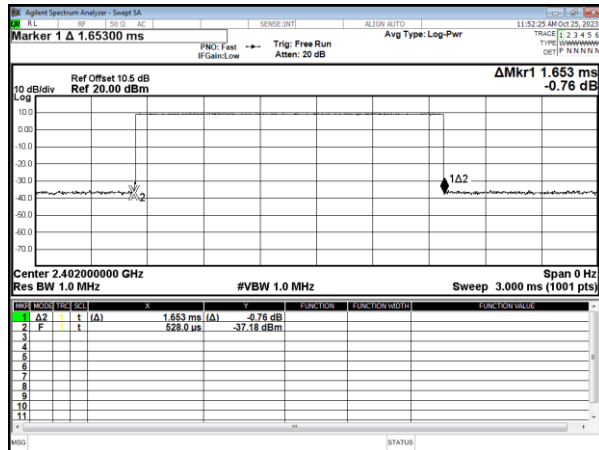 Agilent Spectrum Analyzer - Swept SA
RL RF 50 Ω AC SENSE:INT ALIGN AUTO 11:52:25 AM Oct 25, 2023
Marker 1 Δ 1.65300 ms Avg Type: Log-Pwr TRACE 1 2 3 4 5 6
PNO: Fast Trig: Free Run TYPE WWWWWW
IFGain:Low Atten: 20 dB DET P N N N N N
Ref Offset 10.5 dB ΔMkr1 1.653 ms
10 dB/div Ref 20.00 dBm -0.76 dB
Log
10.0
0.00
-10.0
-20.0
-30.0
1Δ2
2
-40.0
-50.0
-60.0
-70.0
Center 2.402000000 GHz Span 0 Hz
Res BW 1.0 MHz #VBW 1.0 MHz Sweep 3.000 ms (1001 pts)
MKR MODE TRC SCL X Y FUNCTION FUNCTION WIDTH FUNCTION VALUE
1 Δ2 1 t (Δ) 1.653 ms (Δ) -0.76 dB
2 F 1 t 528.0 µs -37.18 dBm
3
4
5
6
7
8
9
10
11
MSG STATUS